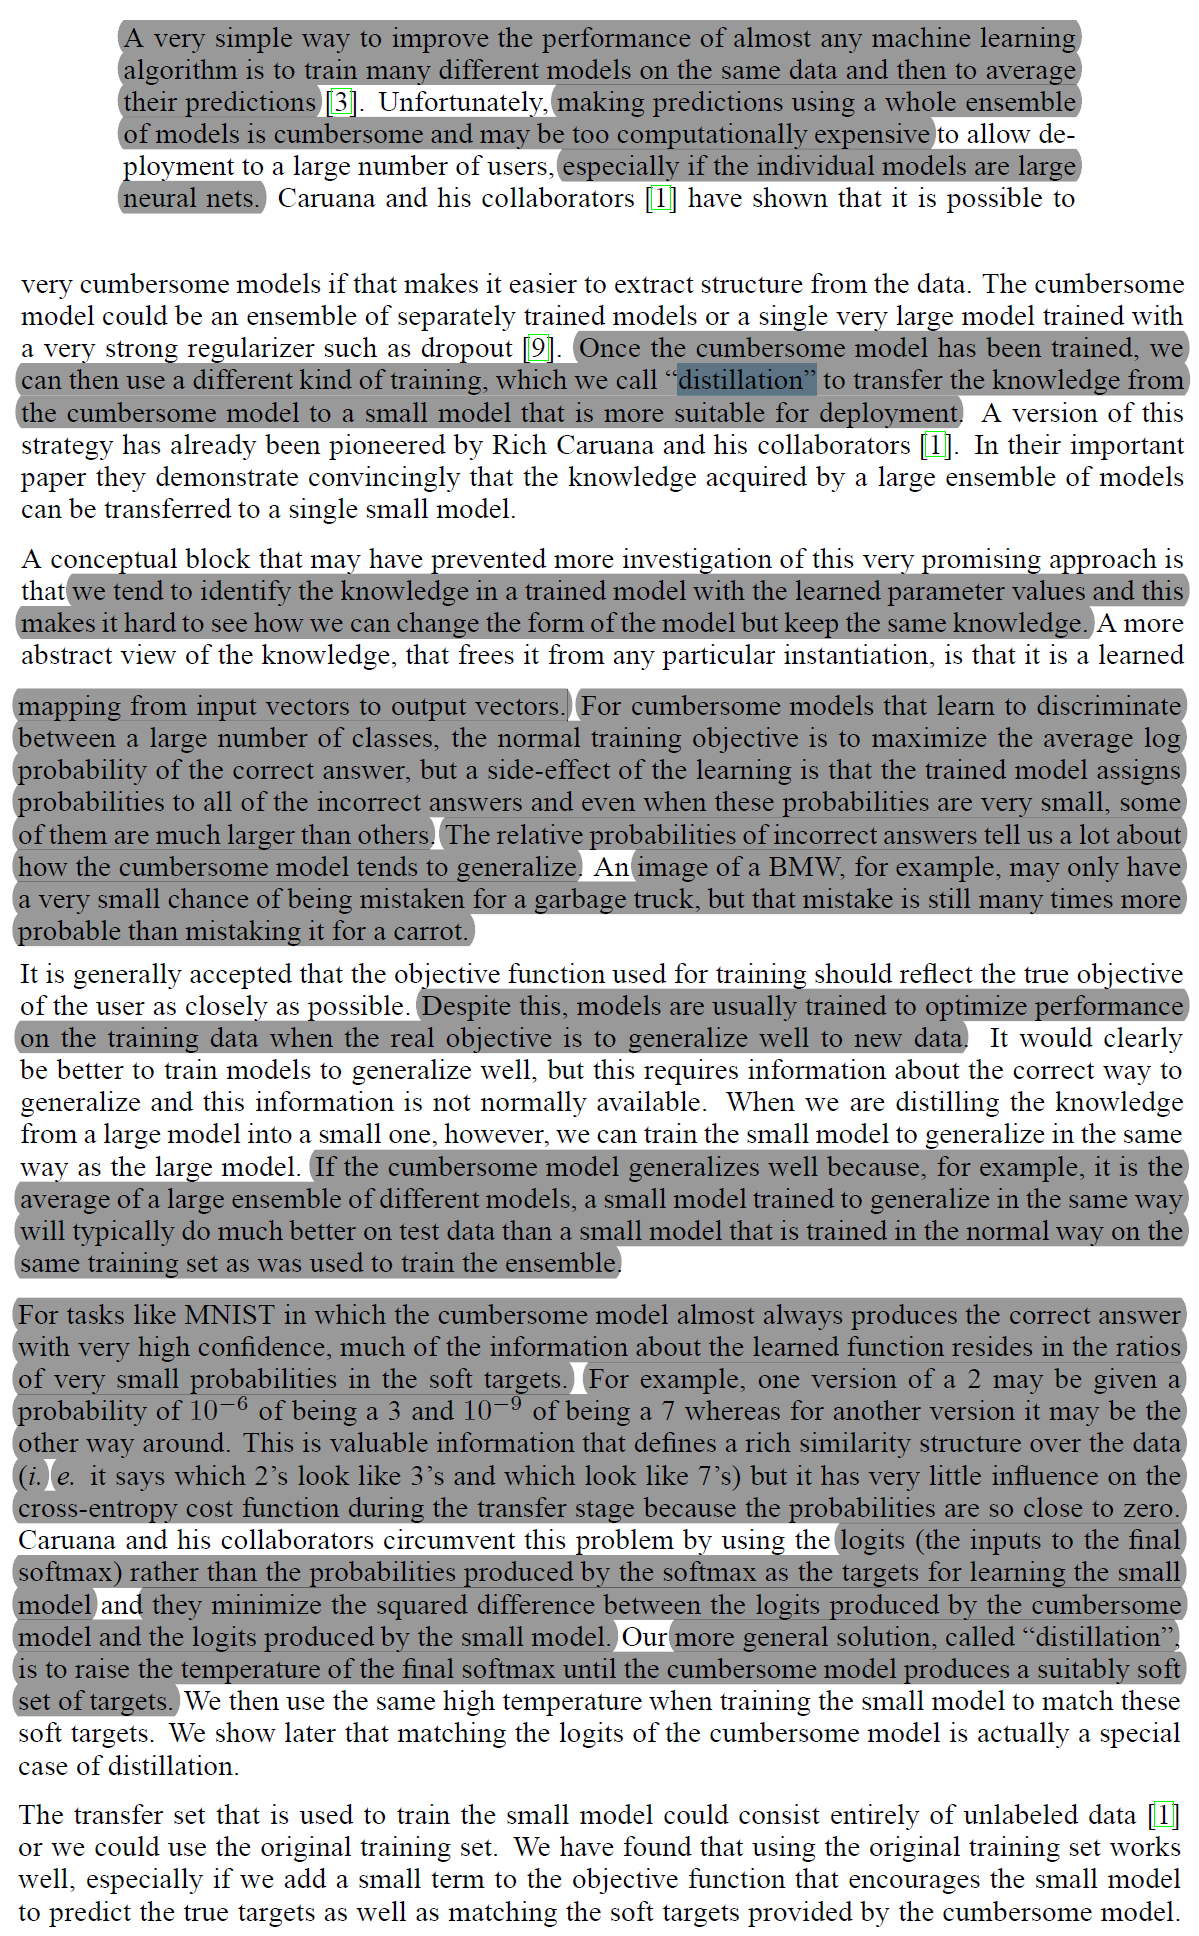 A very simple way to improve the performance of almost any machine learning
algorithm is to train many different models on the same data and then to average
their predictions [3]. Unfortunately, making predictions using a whole ensemble
of models is cumbersome and may be too computationally expensive to allow de-
ployment to a large number of users, especially if the individual models are large
neural nets. Caruana and his collaborators [1] have shown that it is possible to
very cumbersome models if that makes it easier to extract structure from the data. The cumbersome
model could be an ensemble of separately trained models or a single very large model trained with
a very strong regularizer such as dropout [9]. Once the cumbersome model has been trained, we
can then use a different kind of training, which we call “distillation” to transfer the knowledge from
the cumbersome model to a small model that is more suitable for deployment. A version of this
strategy has already been pioneered by Rich Caruana and his collaborators [1]. In their important
paper they demonstrate convincingly that the knowledge acquired by a large ensemble of models
can be transferred to a single small model.
A conceptual block that may have prevented more investigation of this very promising approach is
that we tend to identify the knowledge in a trained model with the learned parameter values and this
makes it hard to see how we can change the form of the model but keep the same knowledge. A more
abstract view of the knowledge, that frees it from any particular instantiation, is that it is a learned
mapping from input vectors to output vectors. For cumbersome models that learn to discriminate
between a large number of classes, the normal training objective is to maximize the average log
probability of the correct answer, but a side-effect of the learning is that the trained model assigns
probabilities to all of the incorrect answers and even when these probabilities are very small, some
of them are much larger than others. The relative probabilities of incorrect answers tell us a lot about
how the cumbersome model tends to generalize. An image of a BMW, for example, may only have
a very small chance of being mistaken for a garbage truck, but that mistake is still many times more
probable than mistaking it for a carrot.
It is generally accepted that the objective function used for training should reflect the true objective
of the user as closely as possible. Despite this, models are usually trained to optimize performance
on the training data when the real objective is to generalize well to new data. It would clearly
be better to train models to generalize well, but this requires information about the correct way to
generalize and this information is not normally available. When we are distilling the knowledge
from a large model into a small one, however, we can train the small model to generalize in the same
way as the large model. If the cumbersome model generalizes well because, for example, it is the
average of a large ensemble of different models, a small model trained to generalize in the same way
will typically do much better on test data than a small model that is trained in the normal way on the
same training set as was used to train the ensemble.
For tasks like MNIST in which the cumbersome model almost always produces the correct answer
with very high confidence, much of the information about the learned function resides in the ratios
of very small probabilities in the soft targets. For example, one version of a 2 may be given a
probability of 10⁻⁶ of being a 3 and 10⁻⁹ of being a 7 whereas for another version it may be the
other way around. This is valuable information that defines a rich similarity structure over the data
(i. e. it says which 2’s look like 3’s and which look like 7’s) but it has very little influence on the
cross-entropy cost function during the transfer stage because the probabilities are so close to zero.
Caruana and his collaborators circumvent this problem by using the logits (the inputs to the final
softmax) rather than the probabilities produced by the softmax as the targets for learning the small
model and they minimize the squared difference between the logits produced by the cumbersome
model and the logits produced by the small model. Our more general solution, called “distillation”,
is to raise the temperature of the final softmax until the cumbersome model produces a suitably soft
set of targets. We then use the same high temperature when training the small model to match these
soft targets. We show later that matching the logits of the cumbersome model is actually a special
case of distillation.
The transfer set that is used to train the small model could consist entirely of unlabeled data [1]
or we could use the original training set. We have found that using the original training set works
well, especially if we add a small term to the objective function that encourages the small model
to predict the true targets as well as matching the soft targets provided by the cumbersome model.